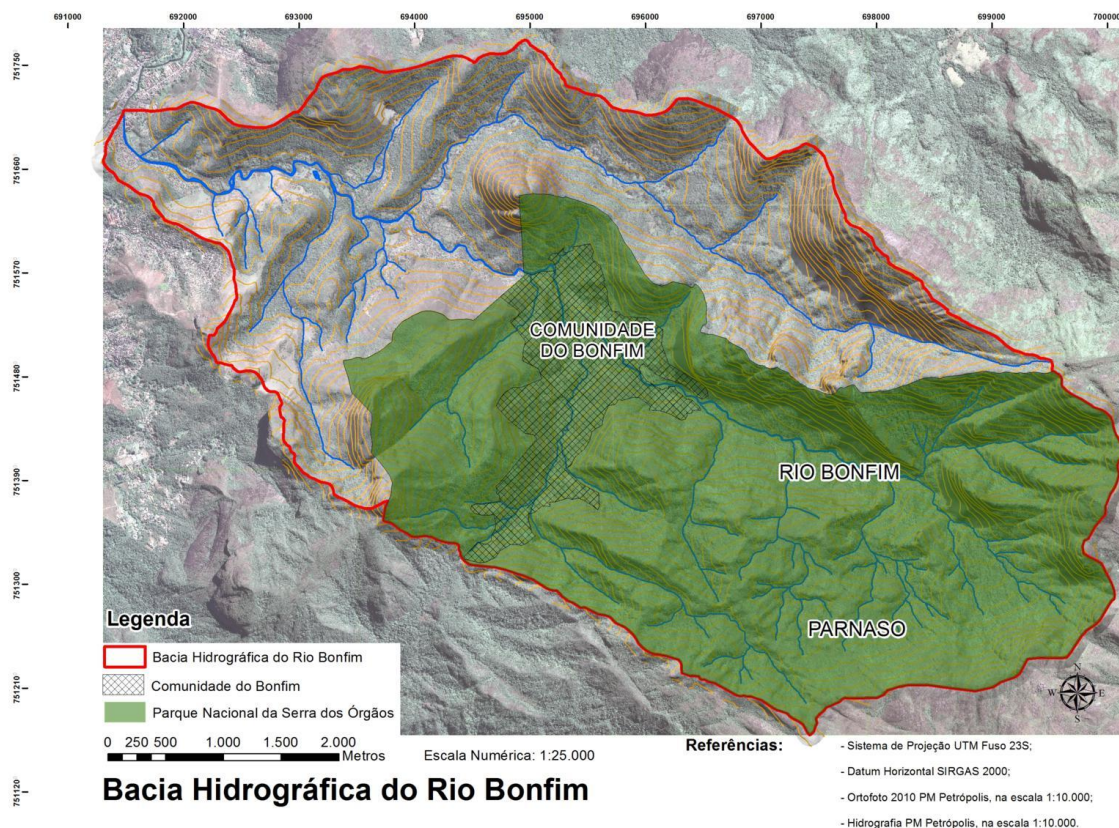 691000 692000 693000 694000 695000 696000 697000 698000 699000 70000
751750
751660
751570
751480
751390
751300
751210
751120
COMUNIDADE
DO BONFIM
RIO BONFIM
PARNASO
N
W E
S
Legenda
Bacia Hidrográfica do Rio Bonfim
Comunidade do Bonfim
Parque Nacional da Serra dos Órgãos
0 250 500 1.000 1.500 2.000
Metros
Escala Numérica: 1:25.000
Bacia Hidrográfica do Rio Bonfim
Referências:
- Sistema de Projeção UTM Fuso 23S;
- Datum Horizontal SIRGAS 2000;
- Ortofoto 2010 PM Petrópolis, na escala 1:10.000;
- Hidrografia PM Petrópolis, na escala 1:10.000.